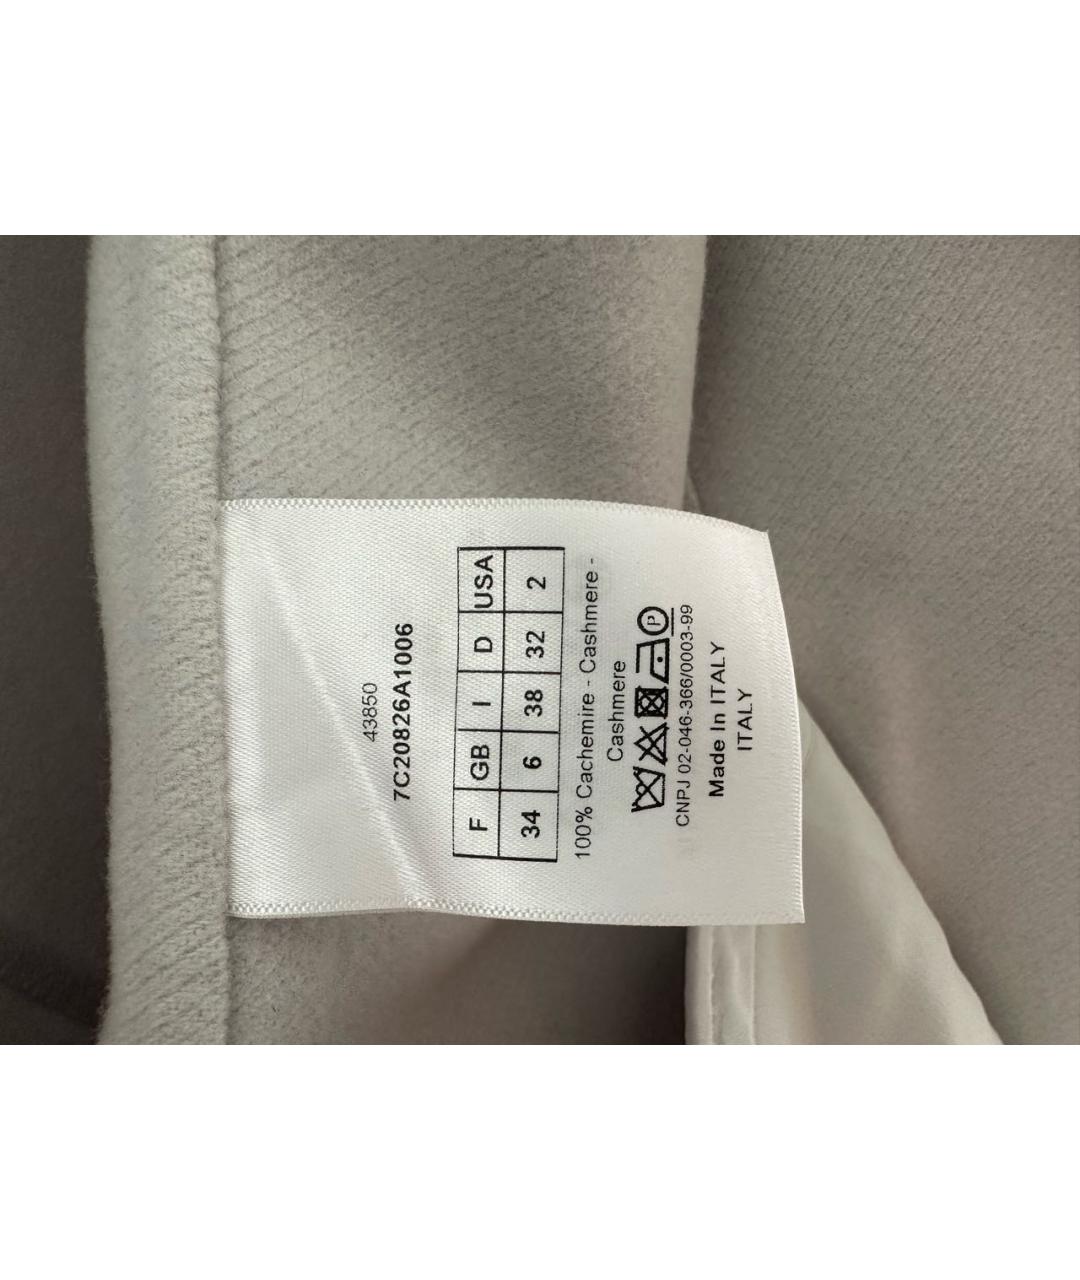 43850
7C20826A1006
F GB I D USA
34 6 38 32 2
100% Cachemire - Cashmere -
Cashmere
CNPJ 02-046-366/0003-99
Made In ITALY
ITALY